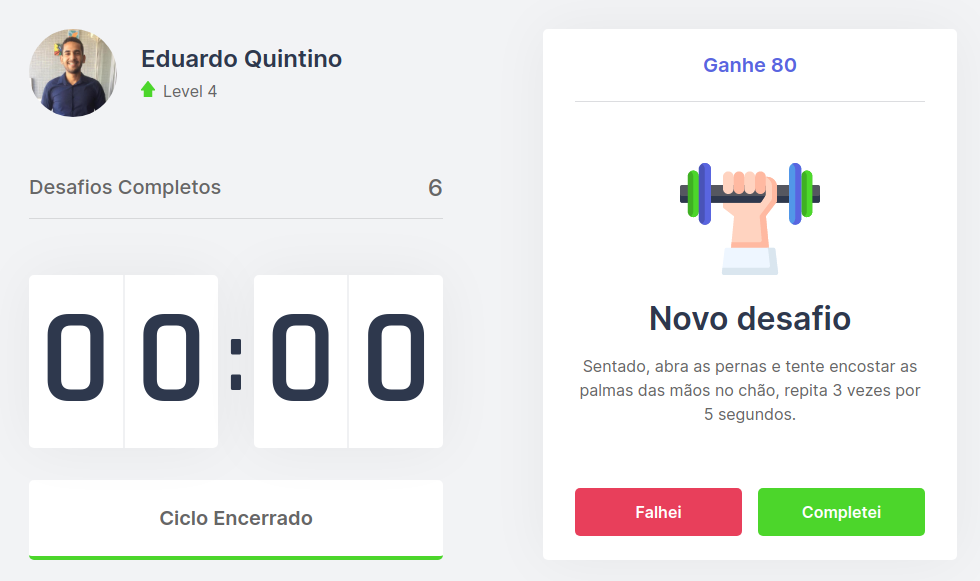 Eduardo Quintino
Level 4
Desafios Completos 6
00:00
Ciclo Encerrado
Ganhe 80
Novo desafio
Sentado, abra as pernas e tente encostar as
palmas das mãos no chão, repita 3 vezes por
5 segundos.
Falhei
Completei